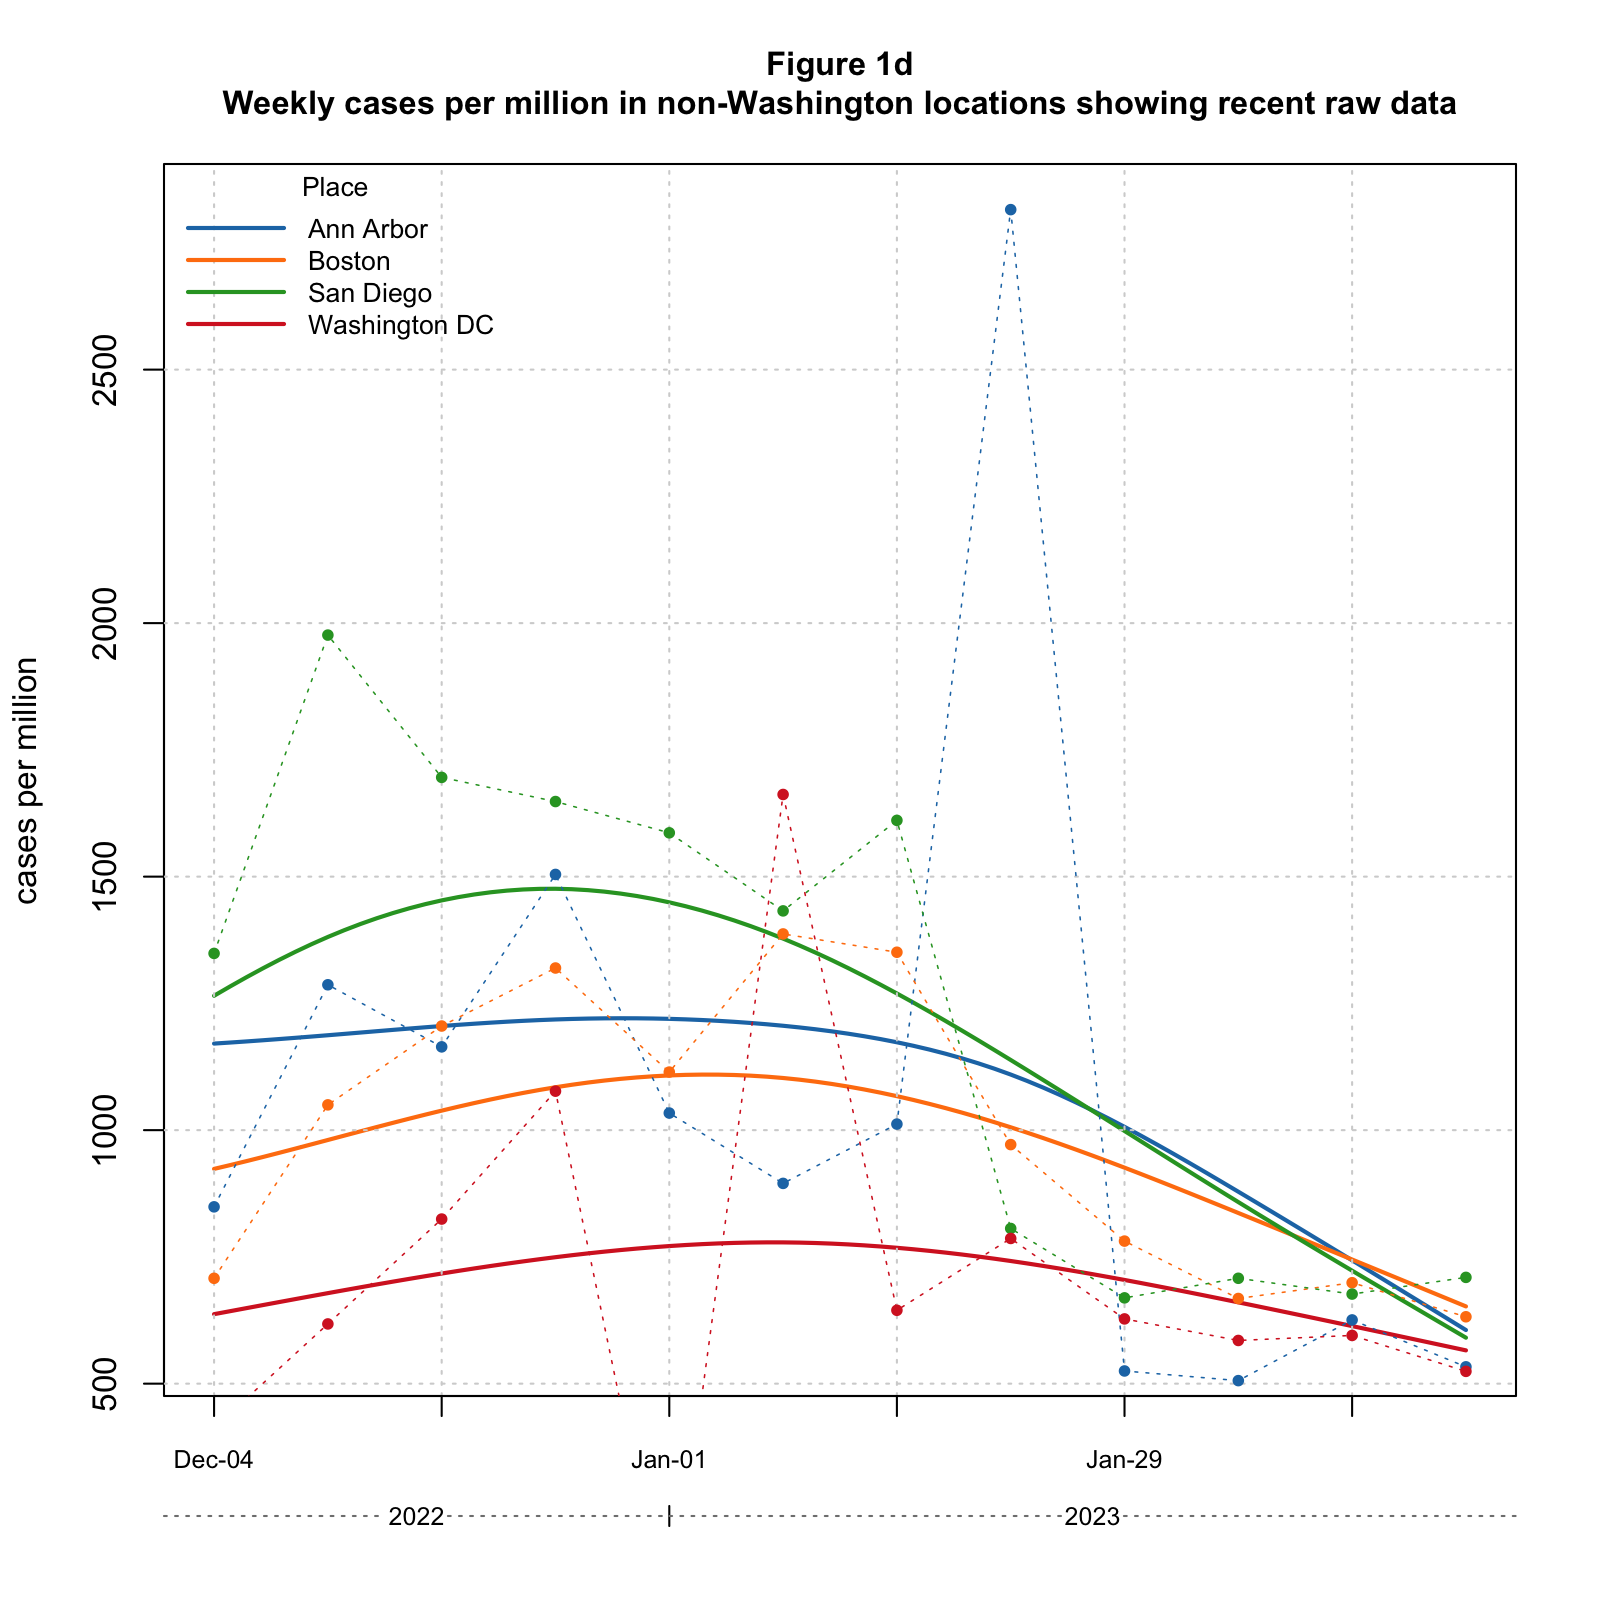 Figure 1d
Weekly cases per million in non-Washington locations showing recent raw data
Place
Ann Arbor
Boston
San Diego
Washington DC
cases per million
2500
2000
1500
1000
500
Dec-04
Jan-01
Jan-29
2022
2023